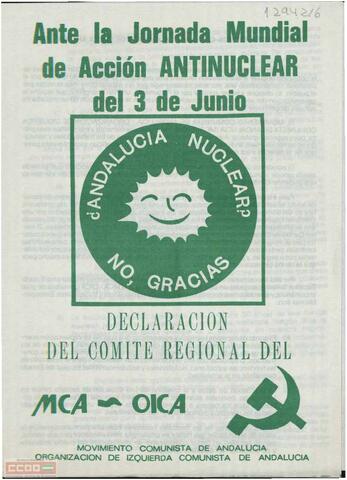 1294216
Ante la Jornada Mundial
de Acción ANTINUCLEAR
del 3 de Junio
¿ANDALUCIA NUCLEAR?
NO, GRACIAS
DECLARACION
DEL COMITE REGIONAL DEL
MCA ~ OICA
MOVIMIENTO COMUNISTA DE ANDALUCIA
ORGANIZACION DE IZQUIERDA COMUNISTA DE ANDALUCIA
CCOO